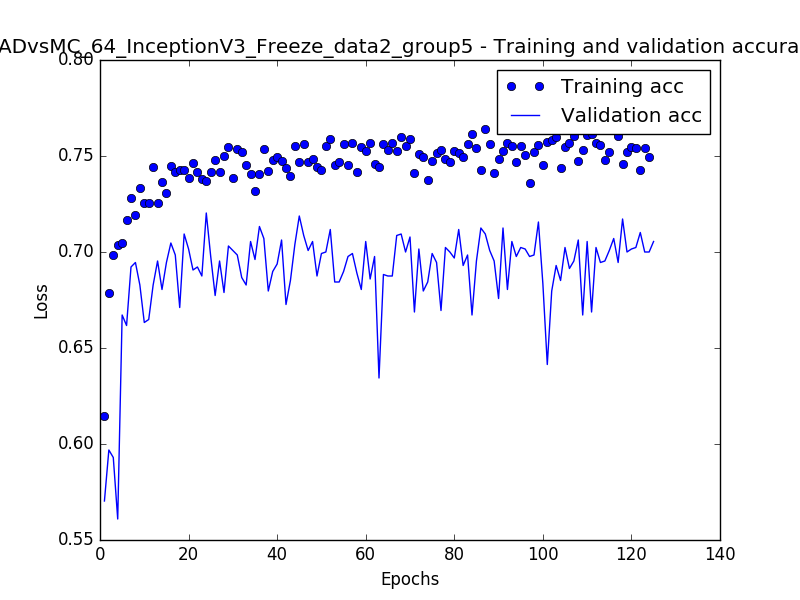 ADvsMC_64_InceptionV3_Freeze_data2_group5 - Training and validation accura
Training acc
Validation acc
0.80
0.75
0.70
0.65
0.60
0.55
Loss
0 20 40 60 80 100 120 140
Epochs